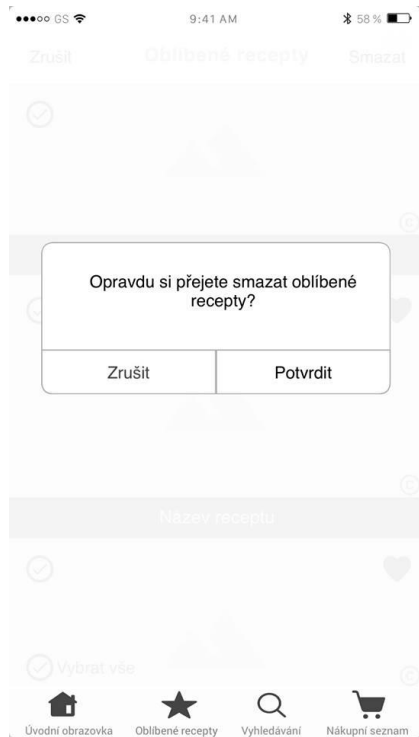 GS 9:41 AM 58 %
Zrušit Oblíbené recepty Smazat
Opravdu si přejete smazat oblíbené
recepty?
Zrušit Potvrdit
Název receptu
Vybrat vše
Úvodní obrazovka Oblíbené recepty Vyhledávání Nákupní seznam